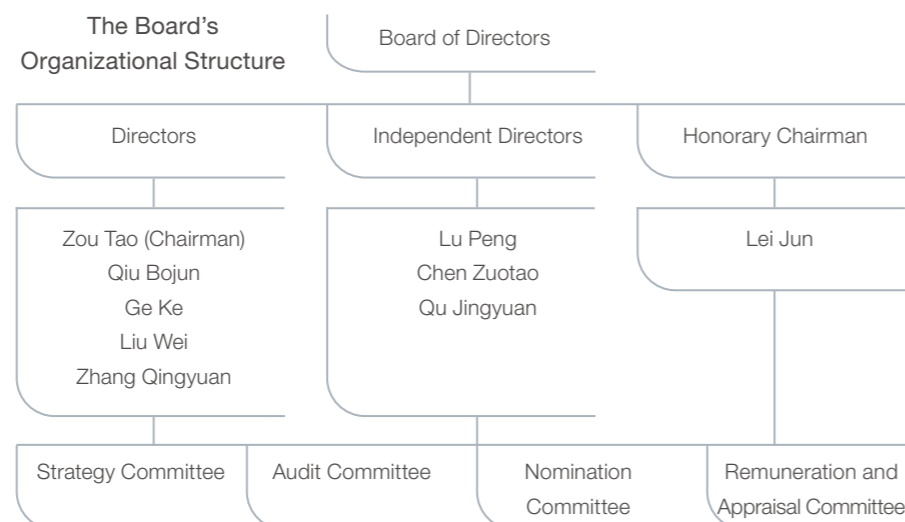 The Board's
Organizational Structure
Board of Directors
Directors
Independent Directors
Honorary Chairman
Zou Tao (Chairman)
Qiu Bojun
Ge Ke
Liu Wei
Zhang Qingyuan
Lu Peng
Chen Zuotao
Qu Jingyuan
Lei Jun
Strategy Committee
Audit Committee
Nomination
Committee
Remuneration and
Appraisal Committee